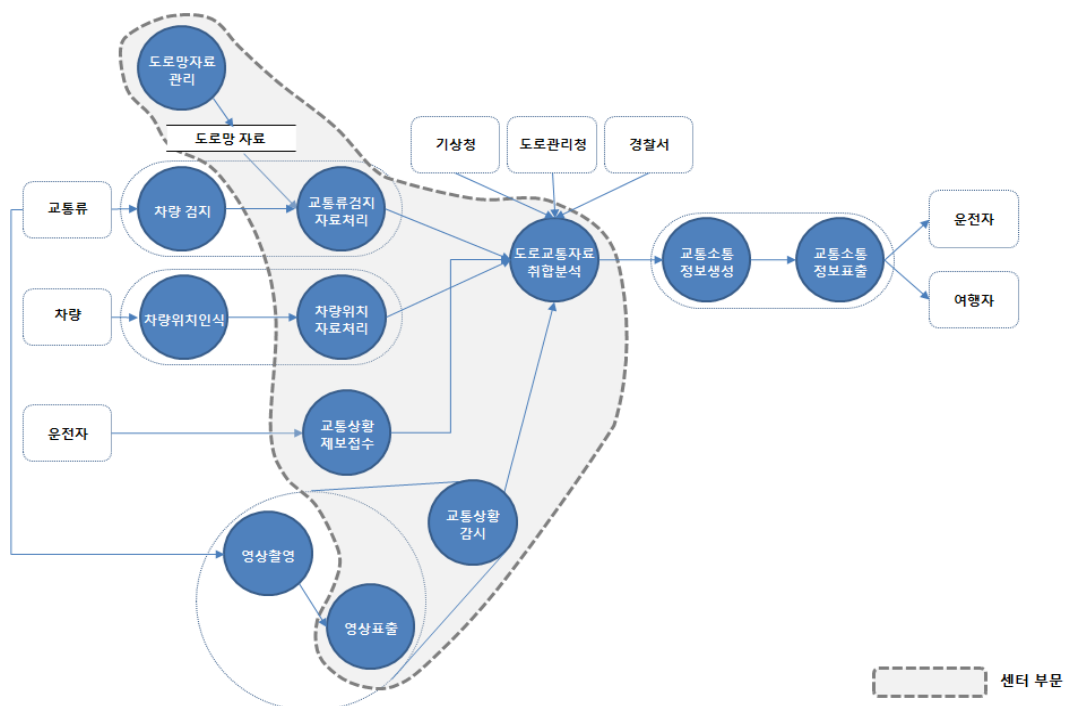 도로망자료
관리
도로망 자료
기상청
도로관리청
경찰서
교통류
차량 검지
교통류검지
자료처리
도로교통자료
취합분석
교통소통
정보생성
교통소통
정보표출
운전자
여행자
차량
차량위치인식
차량위치
자료처리
운전자
교통상황
제보접수
교통상황
감시
영상촬영
영상표출
센터 부문